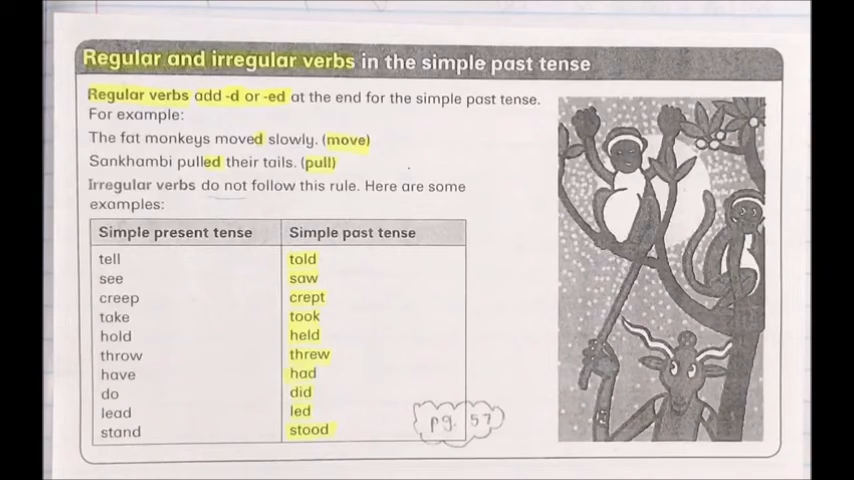 Regular and irregular verbs in the simple past tense
Regular verbs add -d or -ed at the end for the simple past tense.
For example:
The fat monkeys moved slowly. (move)
Sankhambi pulled their tails. (pull)
Irregular verbs do not follow this rule. Here are some
examples:
Simple present tense Simple past tense
tell told
see saw
creep crept
take took
hold held
throw threw
have had
do did
lead led
stand stood
pg. 57